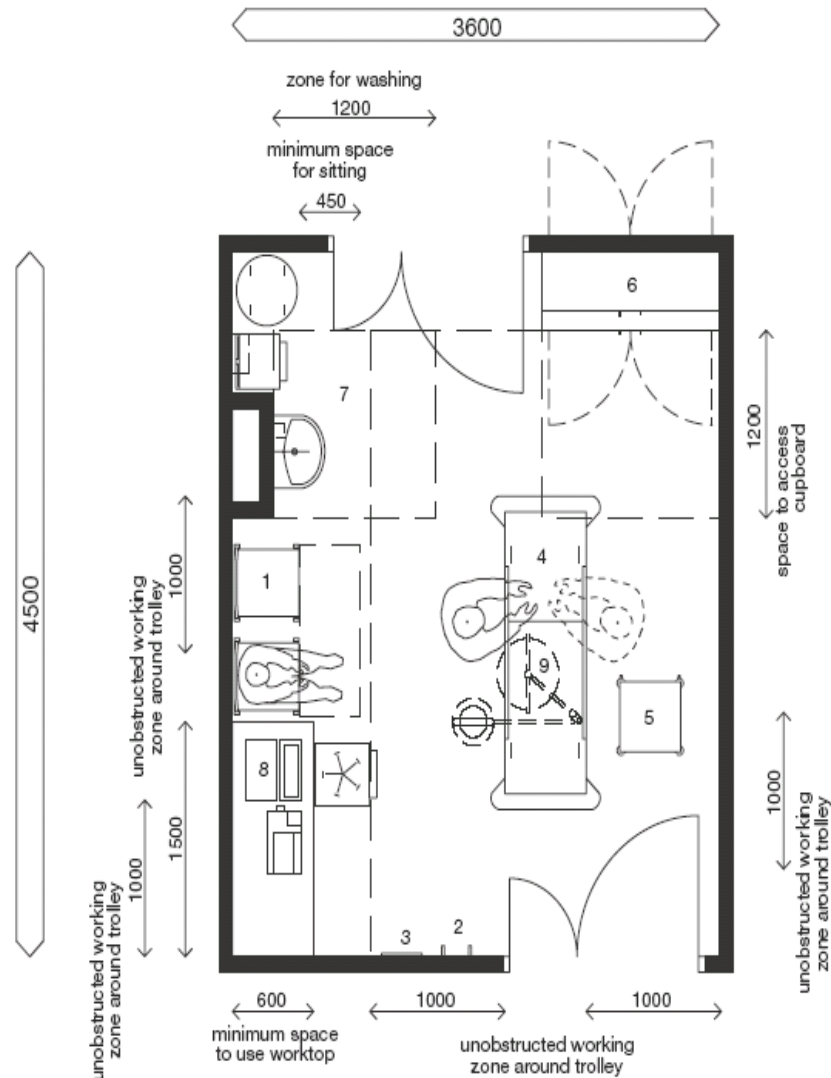 3600
zone for washing
1200
minimum space
for sitting
450
6
7
1200
space to access
cupboard
4500
1000
unobstructed working
zone around trolley
1
4
9
5
8
1500
1000
unobstructed working
zone around trolley
1000
unobstructed working
zone around trolley
3
2
600
minimum space
to use worktop
1000
1000
unobstructed working
zone around trolley